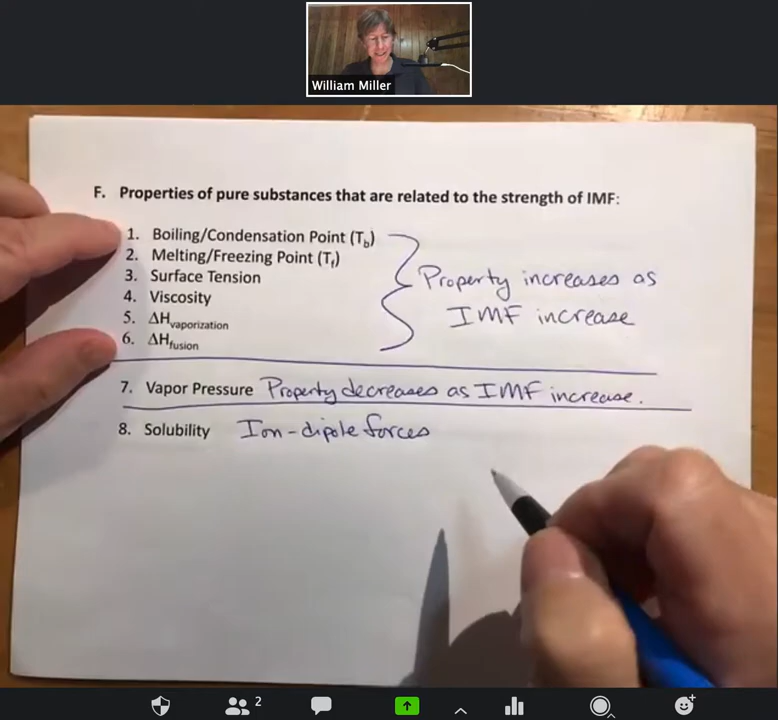 William Miller
F. Properties of pure substances that are related to the strength of IMF:
1. Boiling/Condensation Point (Tb)
2. Melting/Freezing Point (Tf)
3. Surface Tension
4. Viscosity
5. ΔHvaporization
6. ΔHfusion
Property increases as
IMF increase
7. Vapor Pressure Property decreases as IMF increase.
8. Solubility Ion-dipole forces
2